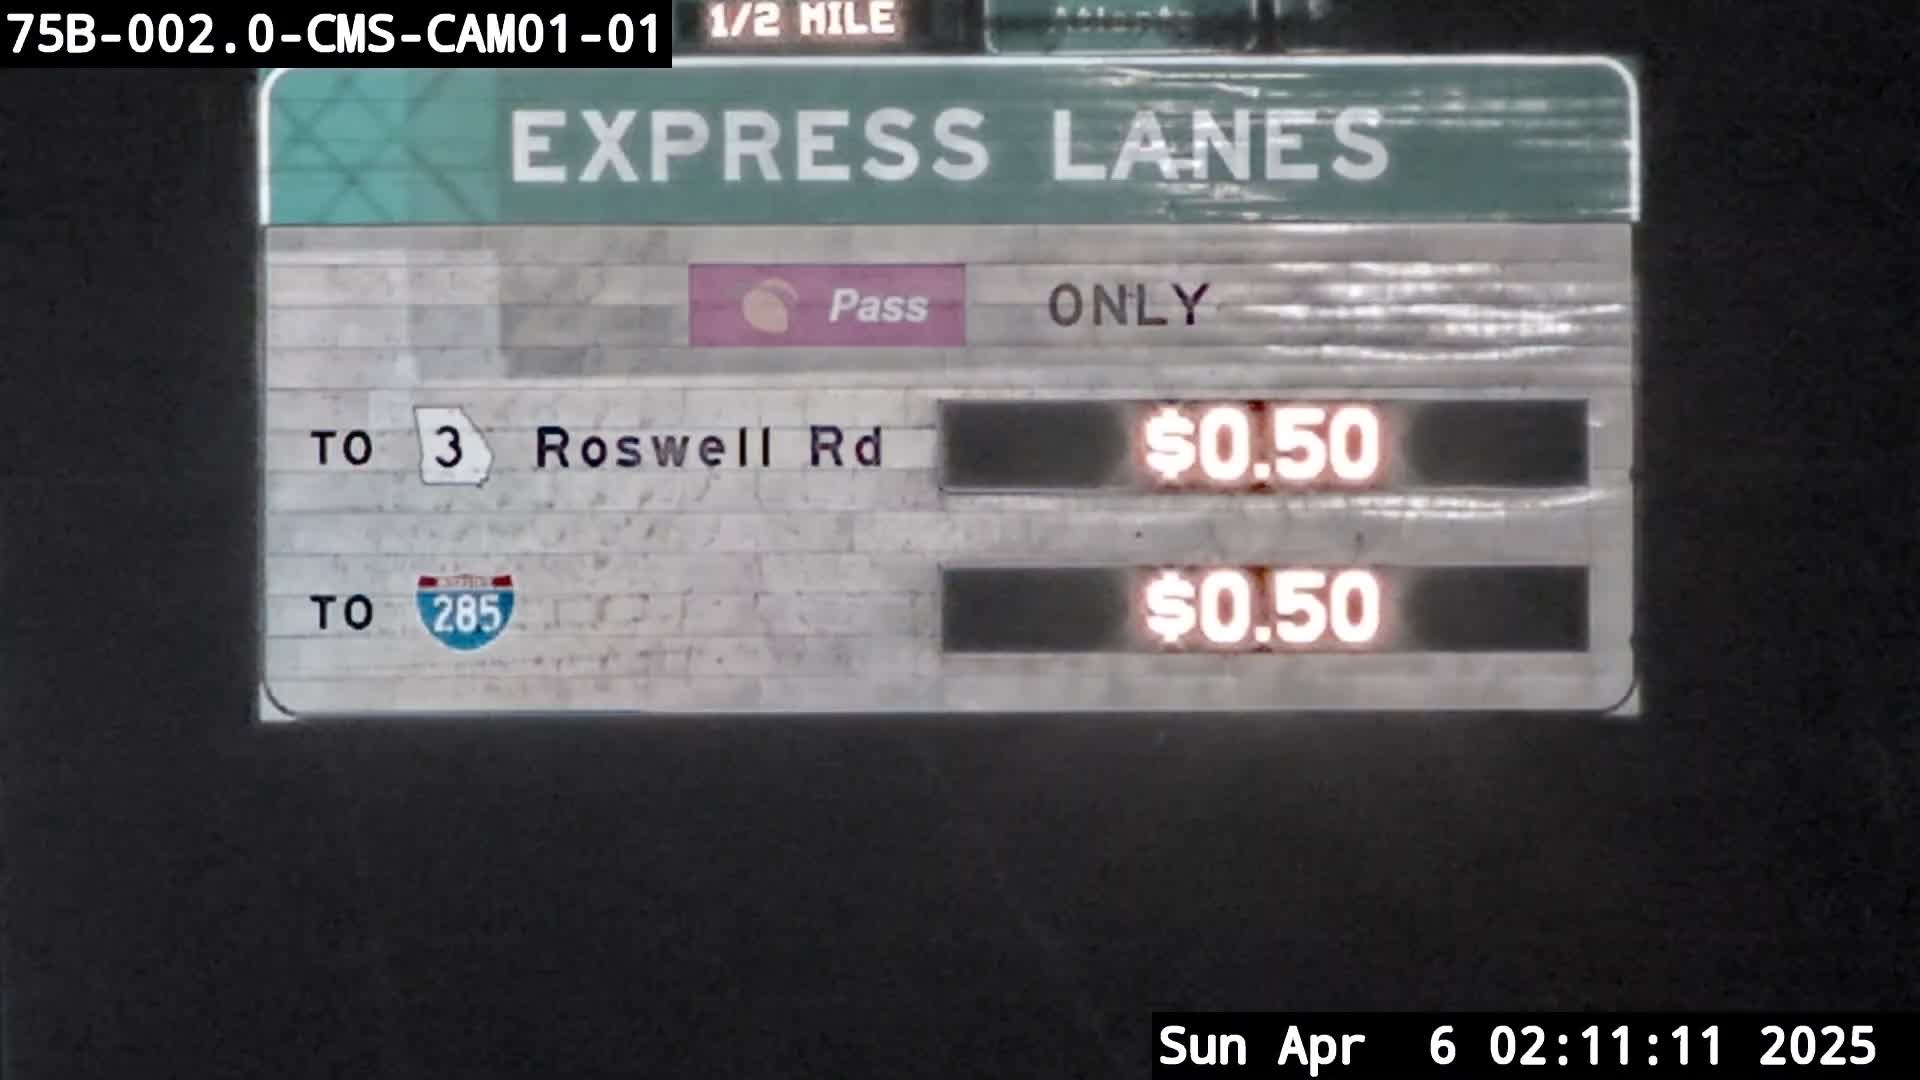 75B-002.0-CMS-CAM01-01
1/2 MILE
Atlanta
EXPRESS LANES
Pass ONLY
TO 3 Roswell Rd $0.50
TO 285 $0.50
Sun Apr 6 02:11:11 2025